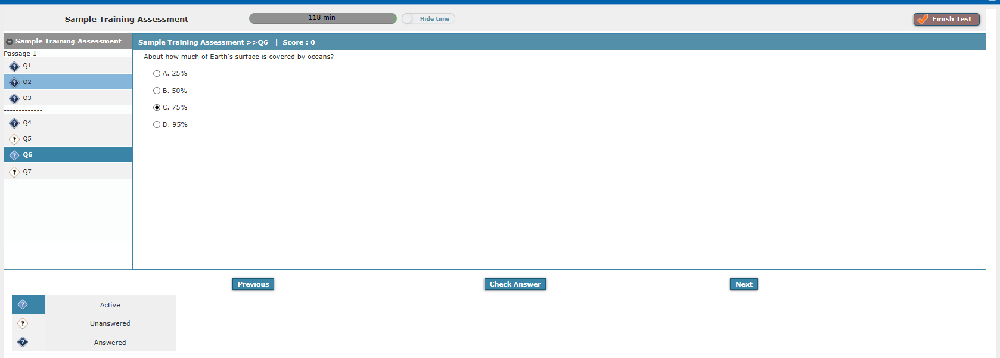 Sample Training Assessment
118 min
Hide time
Finish Test
Sample Training Assessment
Passage 1
Q1
Q2
Q3
-------------
Q4
Q5
Q6
Q7
Sample Training Assessment >>Q6 | Score : 0
About how much of Earth's surface is covered by oceans?
A. 25%
B. 50%
C. 75%
D. 95%
Previous
Check Answer
Next
? Active
? Unanswered
? Answered